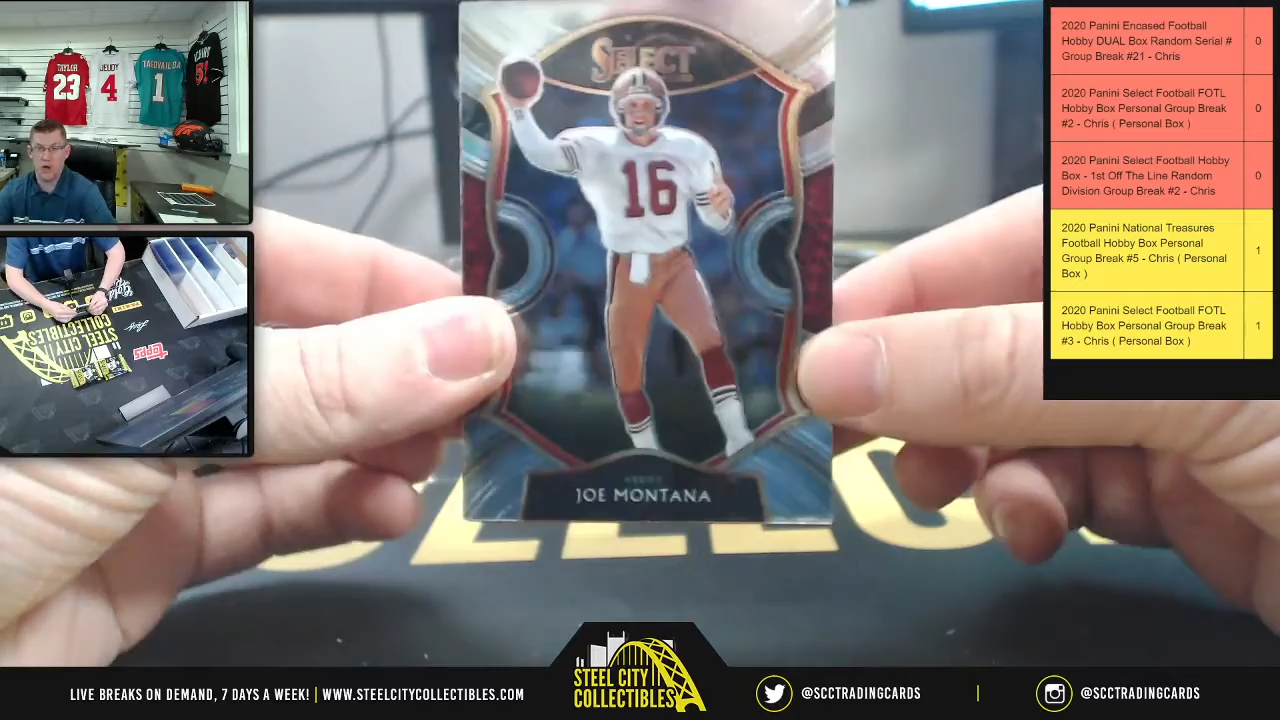 TAYLOR
23
JEUDY
4
TAGOVAILOA
1
SELECT
16
16
JOE MONTANA
STEEL CITY
COLLECTIBLES
Topps
2020 Panini Encased Football
Hobby DUAL Box Random Serial # 0
Group Break #21 - Chris
2020 Panini Select Football FOTL
Hobby Box Personal Group Break 0
#2 - Chris ( Personal Box )
2020 Panini Select Football Hobby
Box - 1st Off The Line Random 0
Division Group Break #2 - Chris
2020 Panini National Treasures
Football Hobby Box Personal
Group Break #5 - Chris ( Personal 1
Box )
2020 Panini Select Football FOTL
Hobby Box Personal Group Break 1
#3 - Chris ( Personal Box )
LIVE BREAKS ON DEMAND, 7 DAYS A WEEK! | WWW.STEELCITYCOLLECTIBLES.COM
STEEL CITY
COLLECTIBLES
@SCCTRADINGCARDS | @SCCTRADINGCARDS